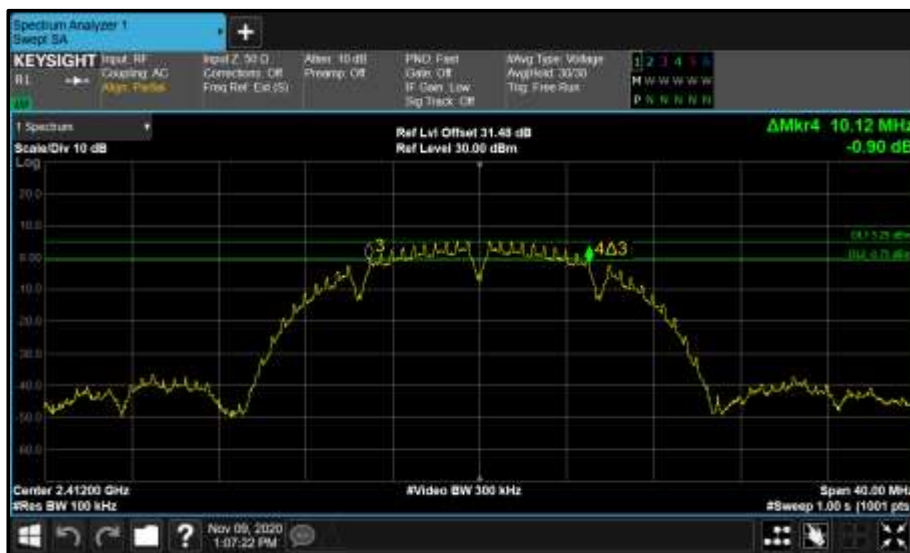 Spectrum Analyzer 1
Swept SA
+
KEYSIGHT
R L
Input: RF
Coupling: AC
Align: Partial
Input Z: 50 Ω
Corrections: Off
Freq Ref: Ext (S)
Atten: 10 dB
Preamp: Off
PNO: Fast
Gate: Off
IF Gain: Low
Sig Track: Off
#Avg Type: Voltage
Avg|Hold: 30/30
Trig: Free Run
1 2 3 4 5 6
M W W W W W
P N N N N N
1 Spectrum
Scale/Div 10 dB
Log
Ref Lvl Offset 31.48 dB
Ref Level 30.00 dBm
ΔMkr4 10.12 MHz
-0.90 dB
20.0
10.0
0.00
-10.0
-20.0
-30.0
-40.0
-50.0
-60.0
3
4Δ3
Center 2.41200 GHz
#Res BW 100 kHz
#Video BW 300 kHz
Span 40.00 MHz
#Sweep 1.00 s (1001 pts
?
Nov 09, 2020
1:07:22 PM